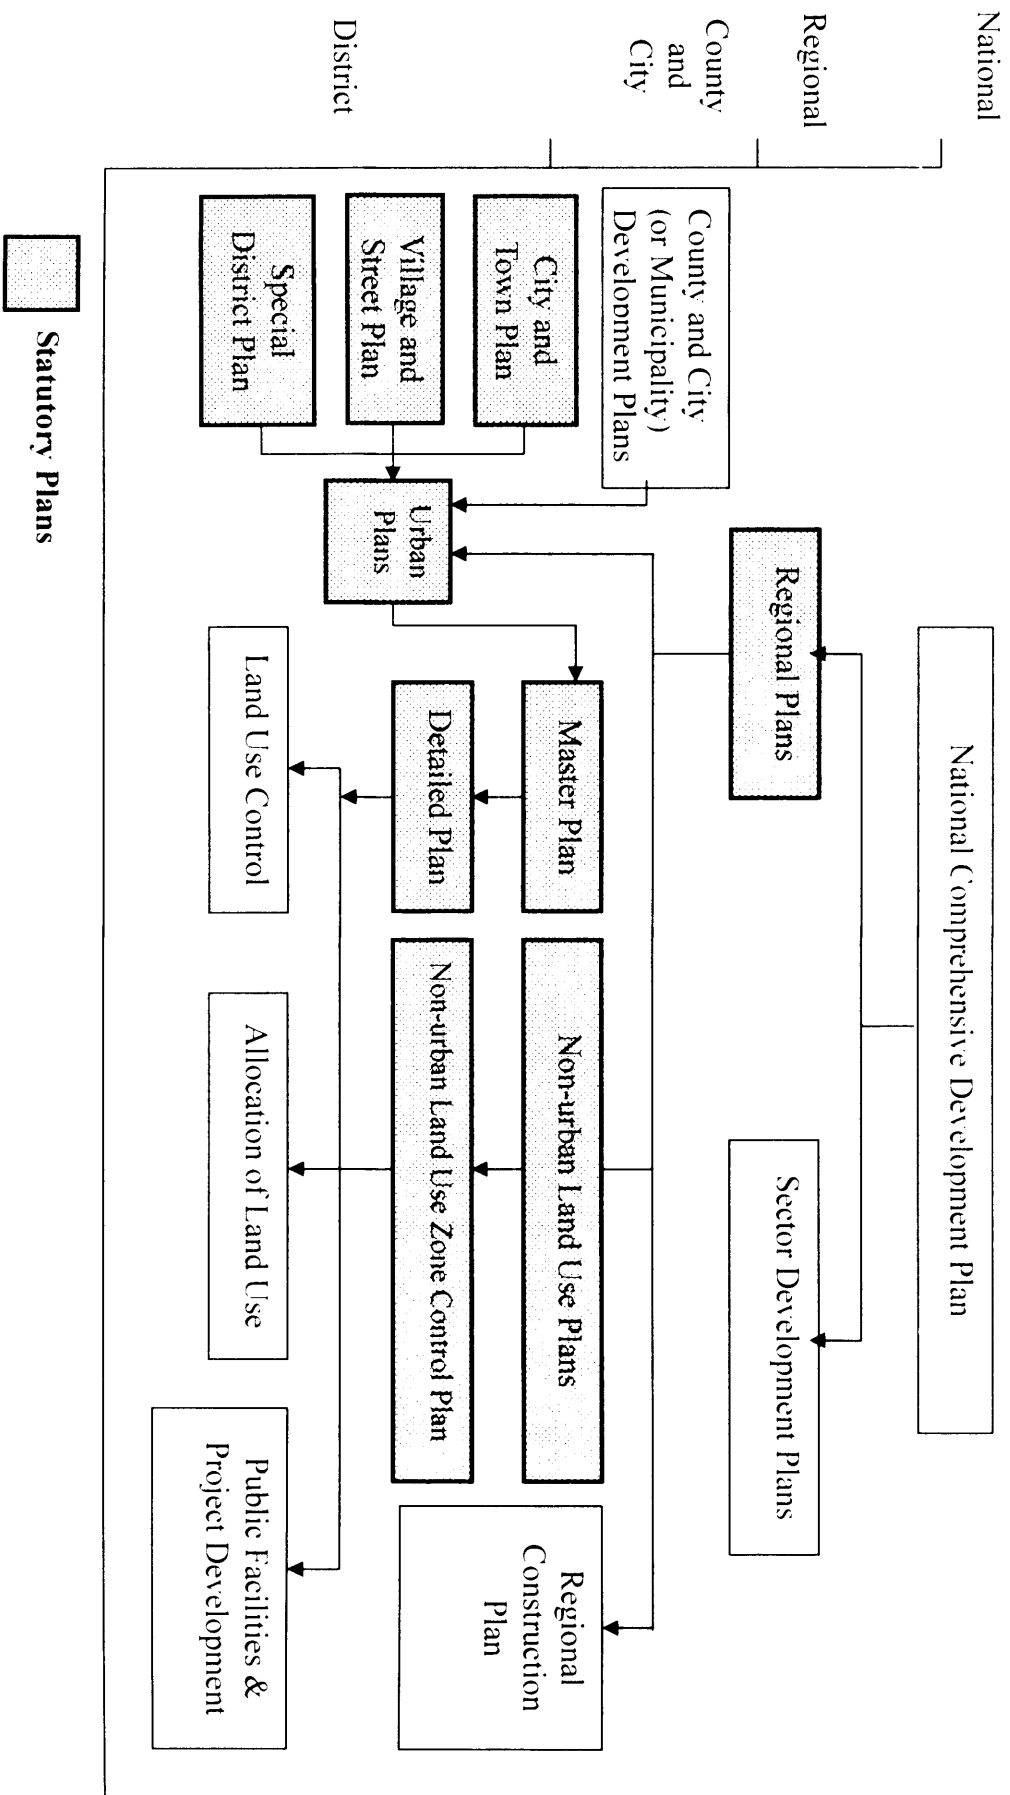 National
National Comprehensive Development Plan
Regional
Regional Plans
Sector Development Plans
County
and
City
County and City
(or Municipality)
Development Plans
District
City and
Town Plan
Village and
Street Plan
Special
District Plan
Urban
Plans
Master Plan
Non-urban Land Use Plans
Regional
Construction
Plan
Detailed Plan
Non-urban Land Use Zone Control Plan
Land Use Control
Allocation of Land Use
Public Facilities &
Project Development
Statutory Plans